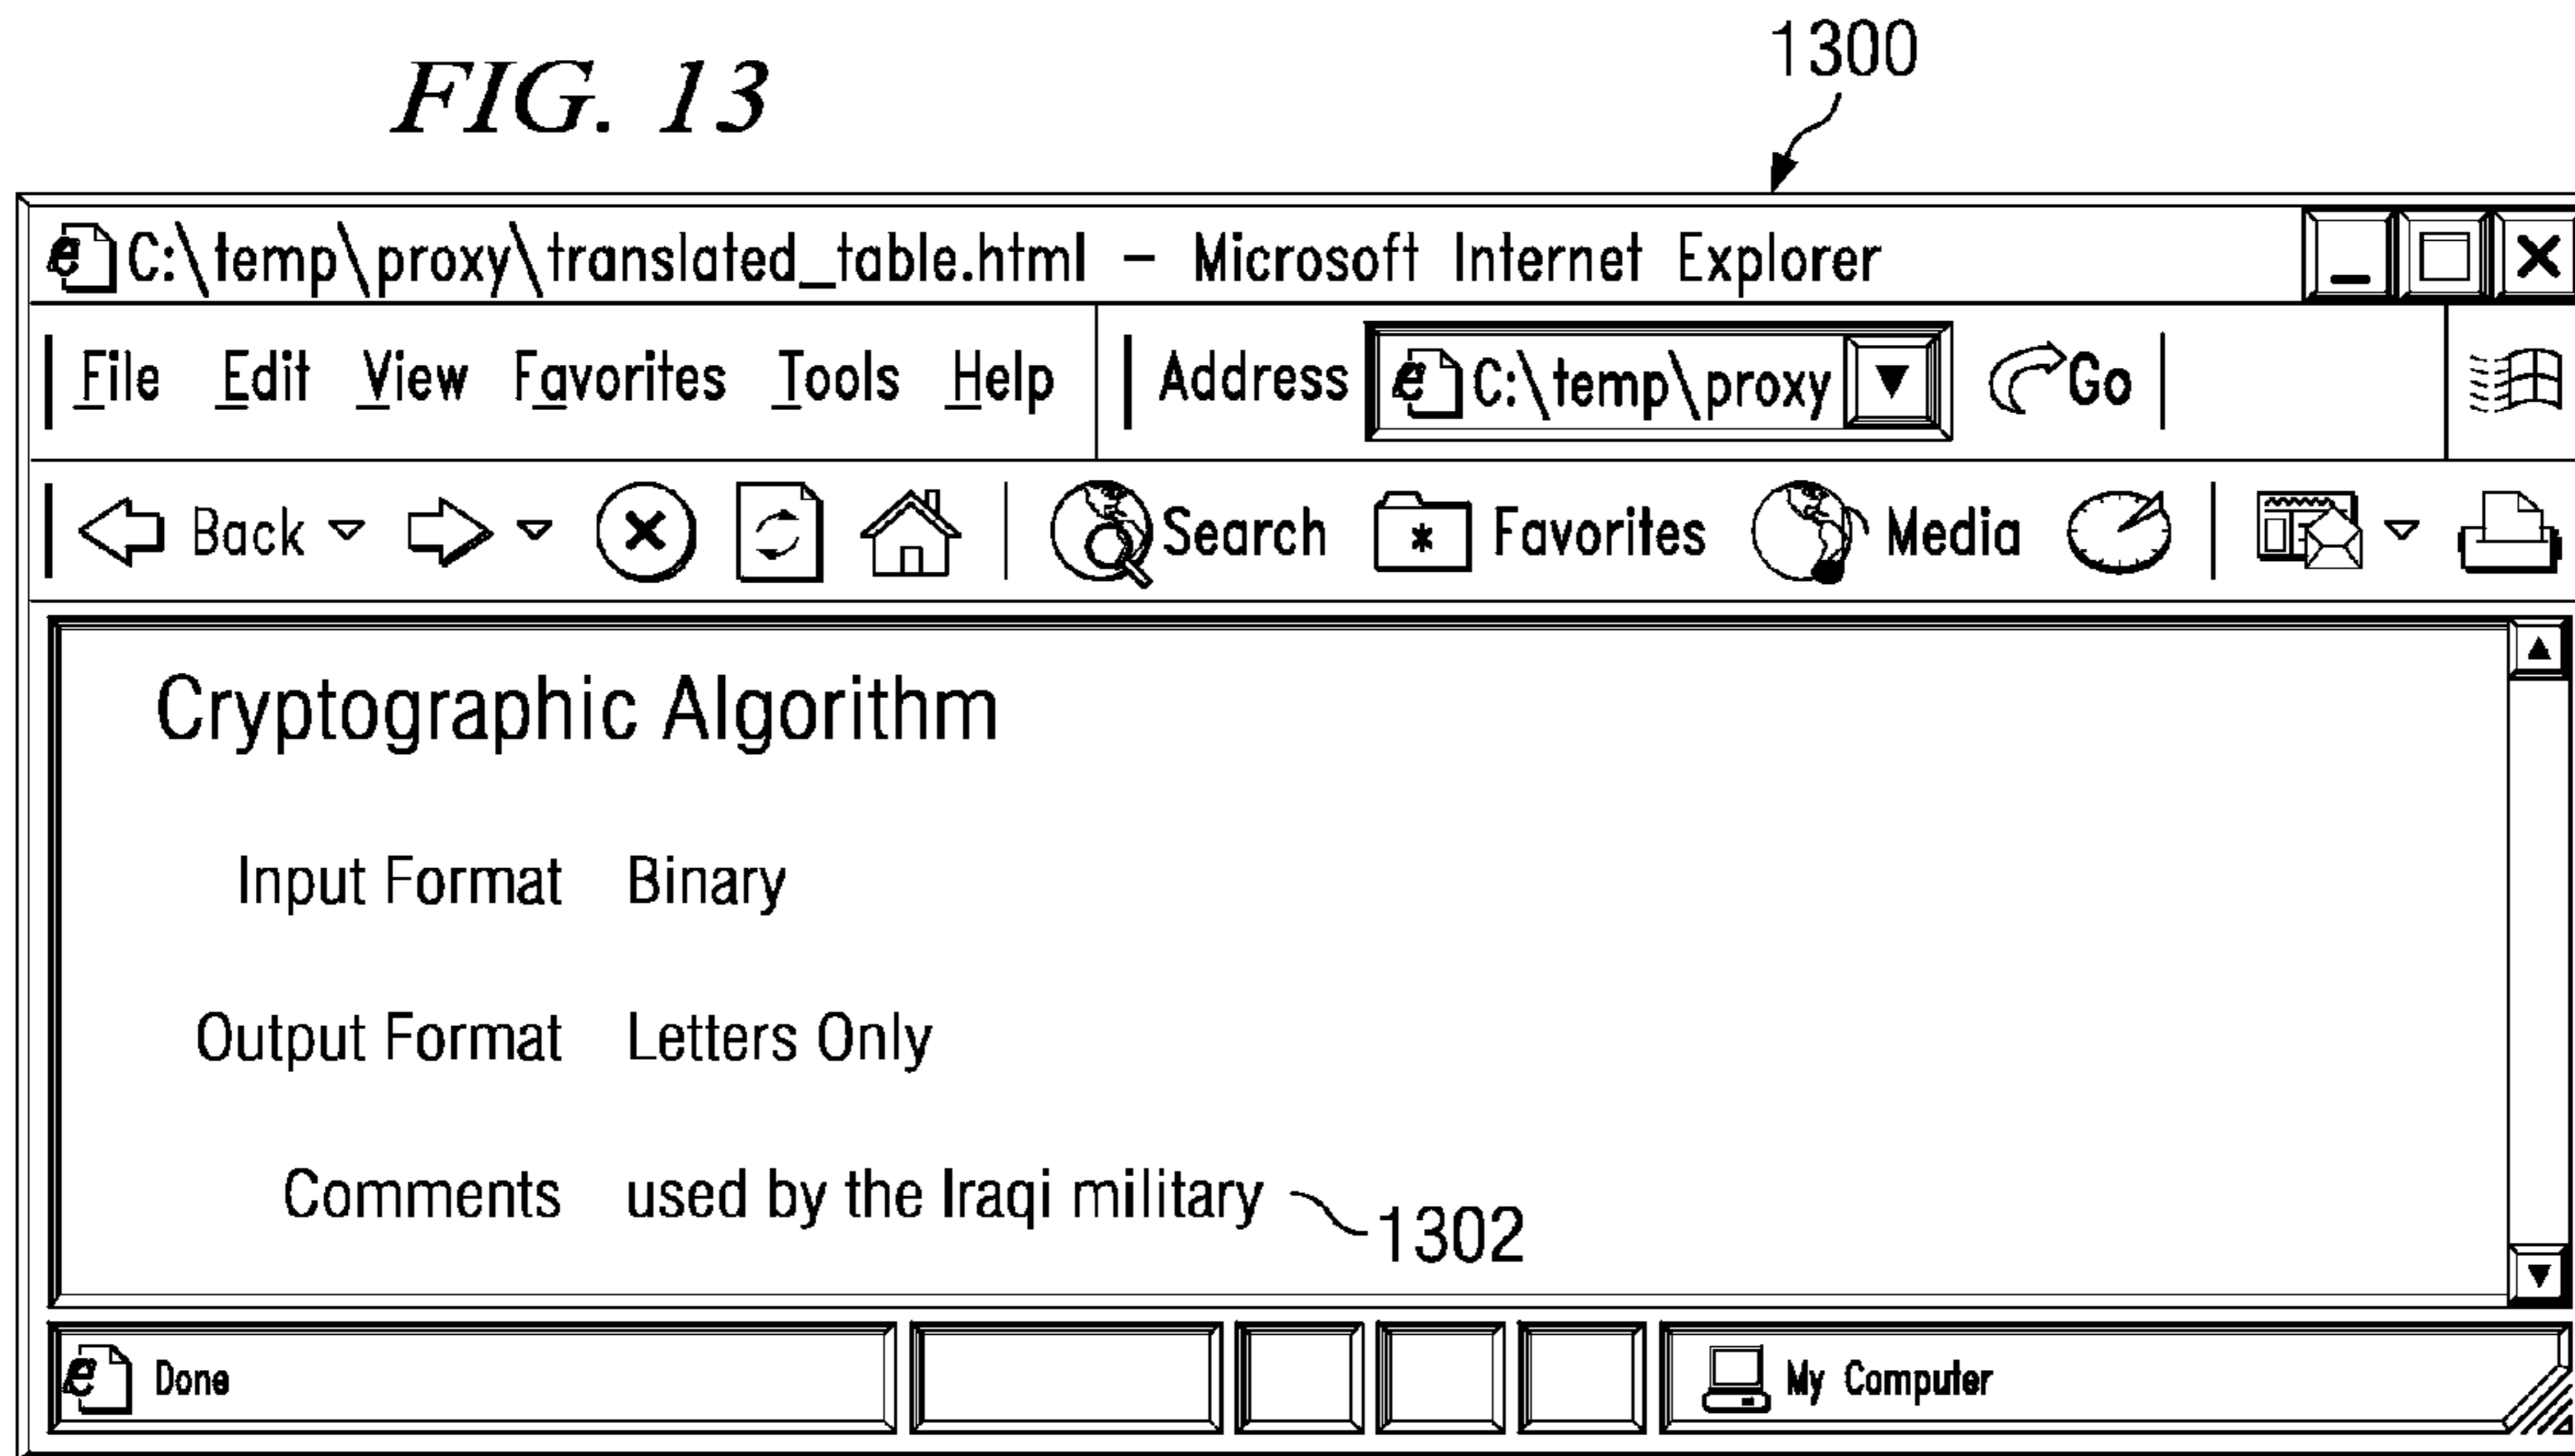 FIG. 13
1300
C:\temp\proxy\translated_table.html - Microsoft Internet Explorer
File Edit View Favorites Tools Help Address C:\temp\proxy Go
Back Search Favorites Media
Cryptographic Algorithm
Input Format Binary
Output Format Letters Only
Comments used by the Iraqi military 1302
Done My Computer